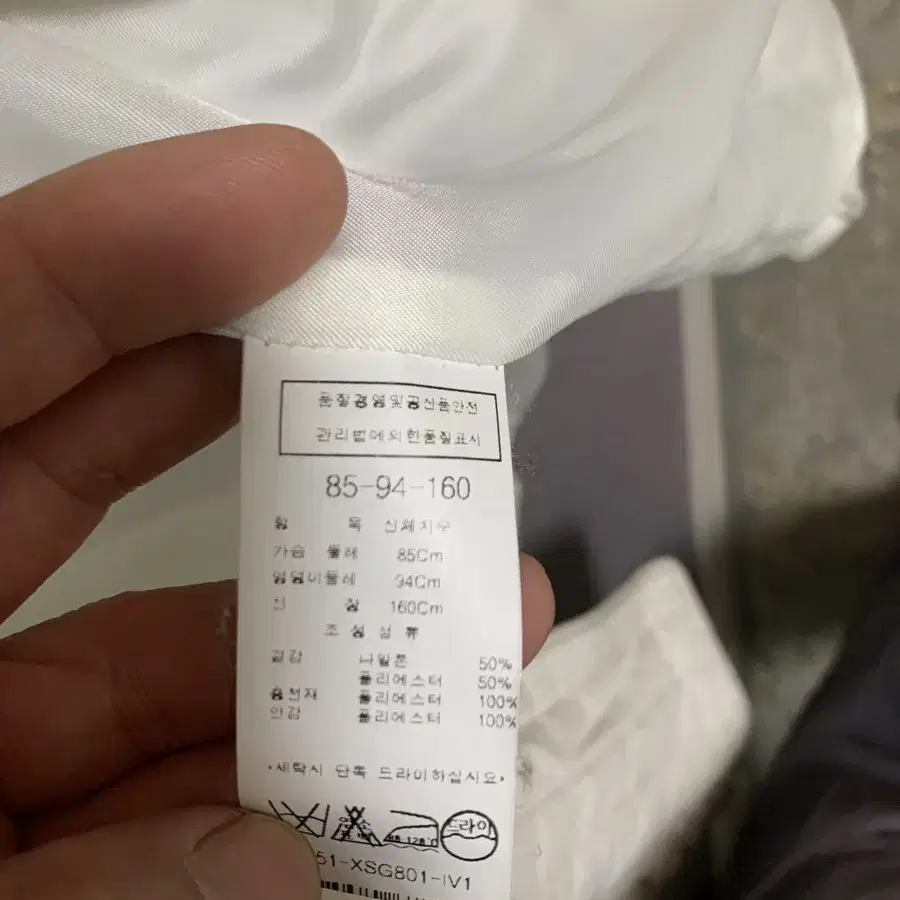 품질경영및공산품안전
관리법에의한품질표시
85-94-160
항 목 신체치수
가슴 둘레 85Cm
엉덩이둘레 94Cm
신 장 160Cm
조 성 섬 류
겉감 나일론 50%
폴리에스터 50%
충전재 폴리에스터 100%
안감 폴리에스터 100%
*세탁시 단독 드라이하십시요*
드라이
51-XSG801-IV1